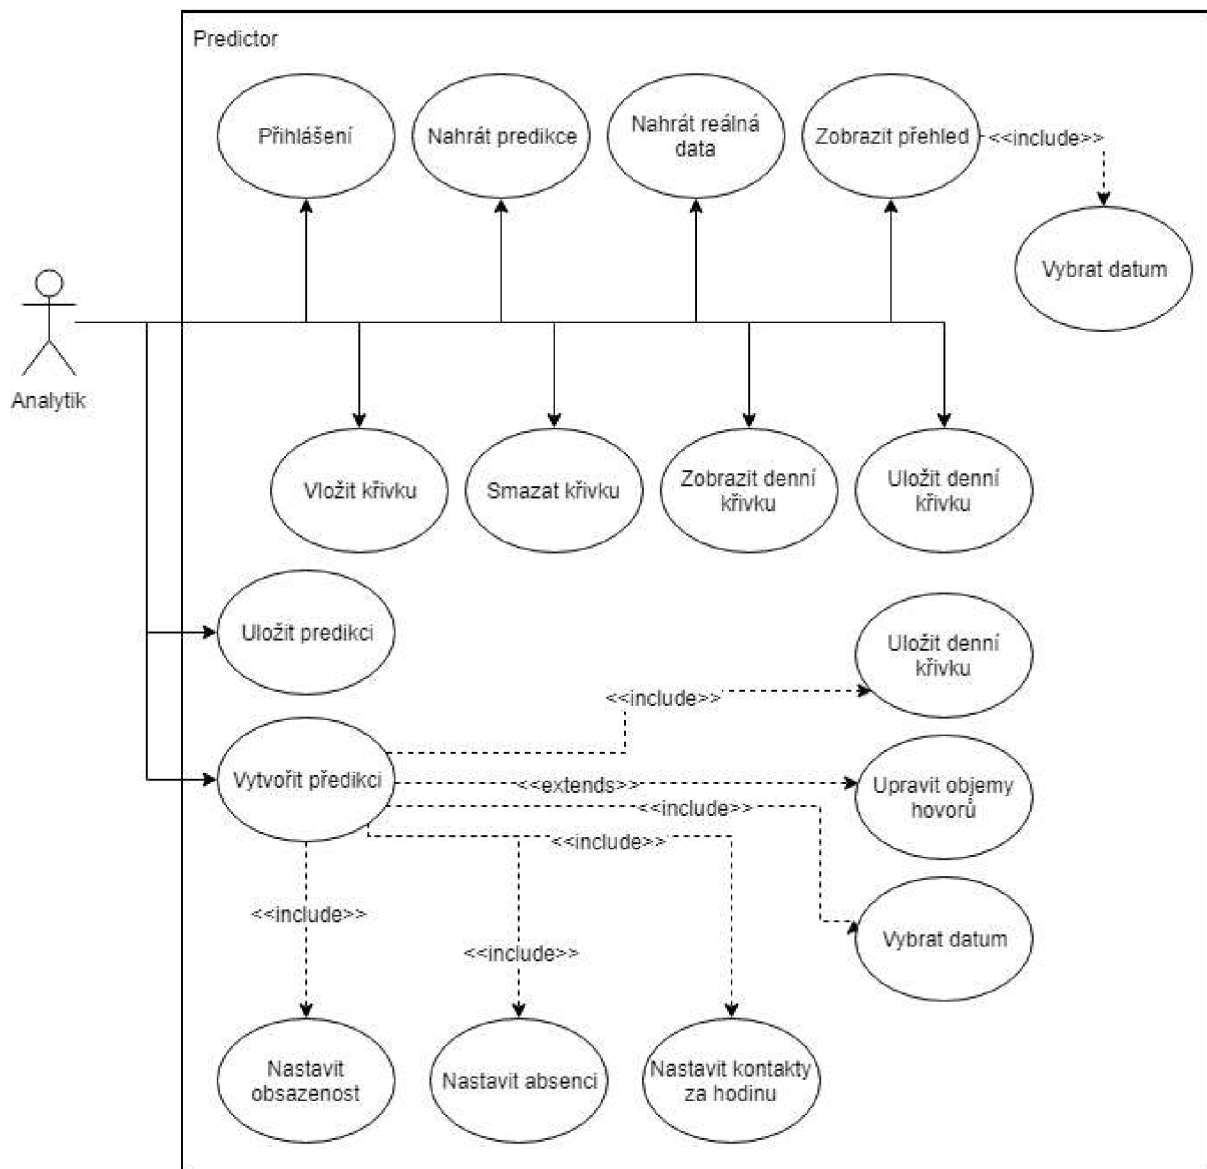 Predictor
Přihlášení
Nahrát predikce
Nahrát reálná
data
Zobrazit přehled
<<include>>
Vybrat datum
Analytik
Vložit křivku
Smazat křivku
Zobrazit denní
křivku
Uložit denní
křivku
Uložit predikci
Uložit denní
křivku
<<include>>
Vytvořit předikci
<<extends>>
Upravit objemy
hovorů
<<include>>
<<include>>
<<include>>
Vybrat datum
<<include>>
Nastavit
obsazenost
Nastavit absenci
Nastavit kontakty
za hodinu